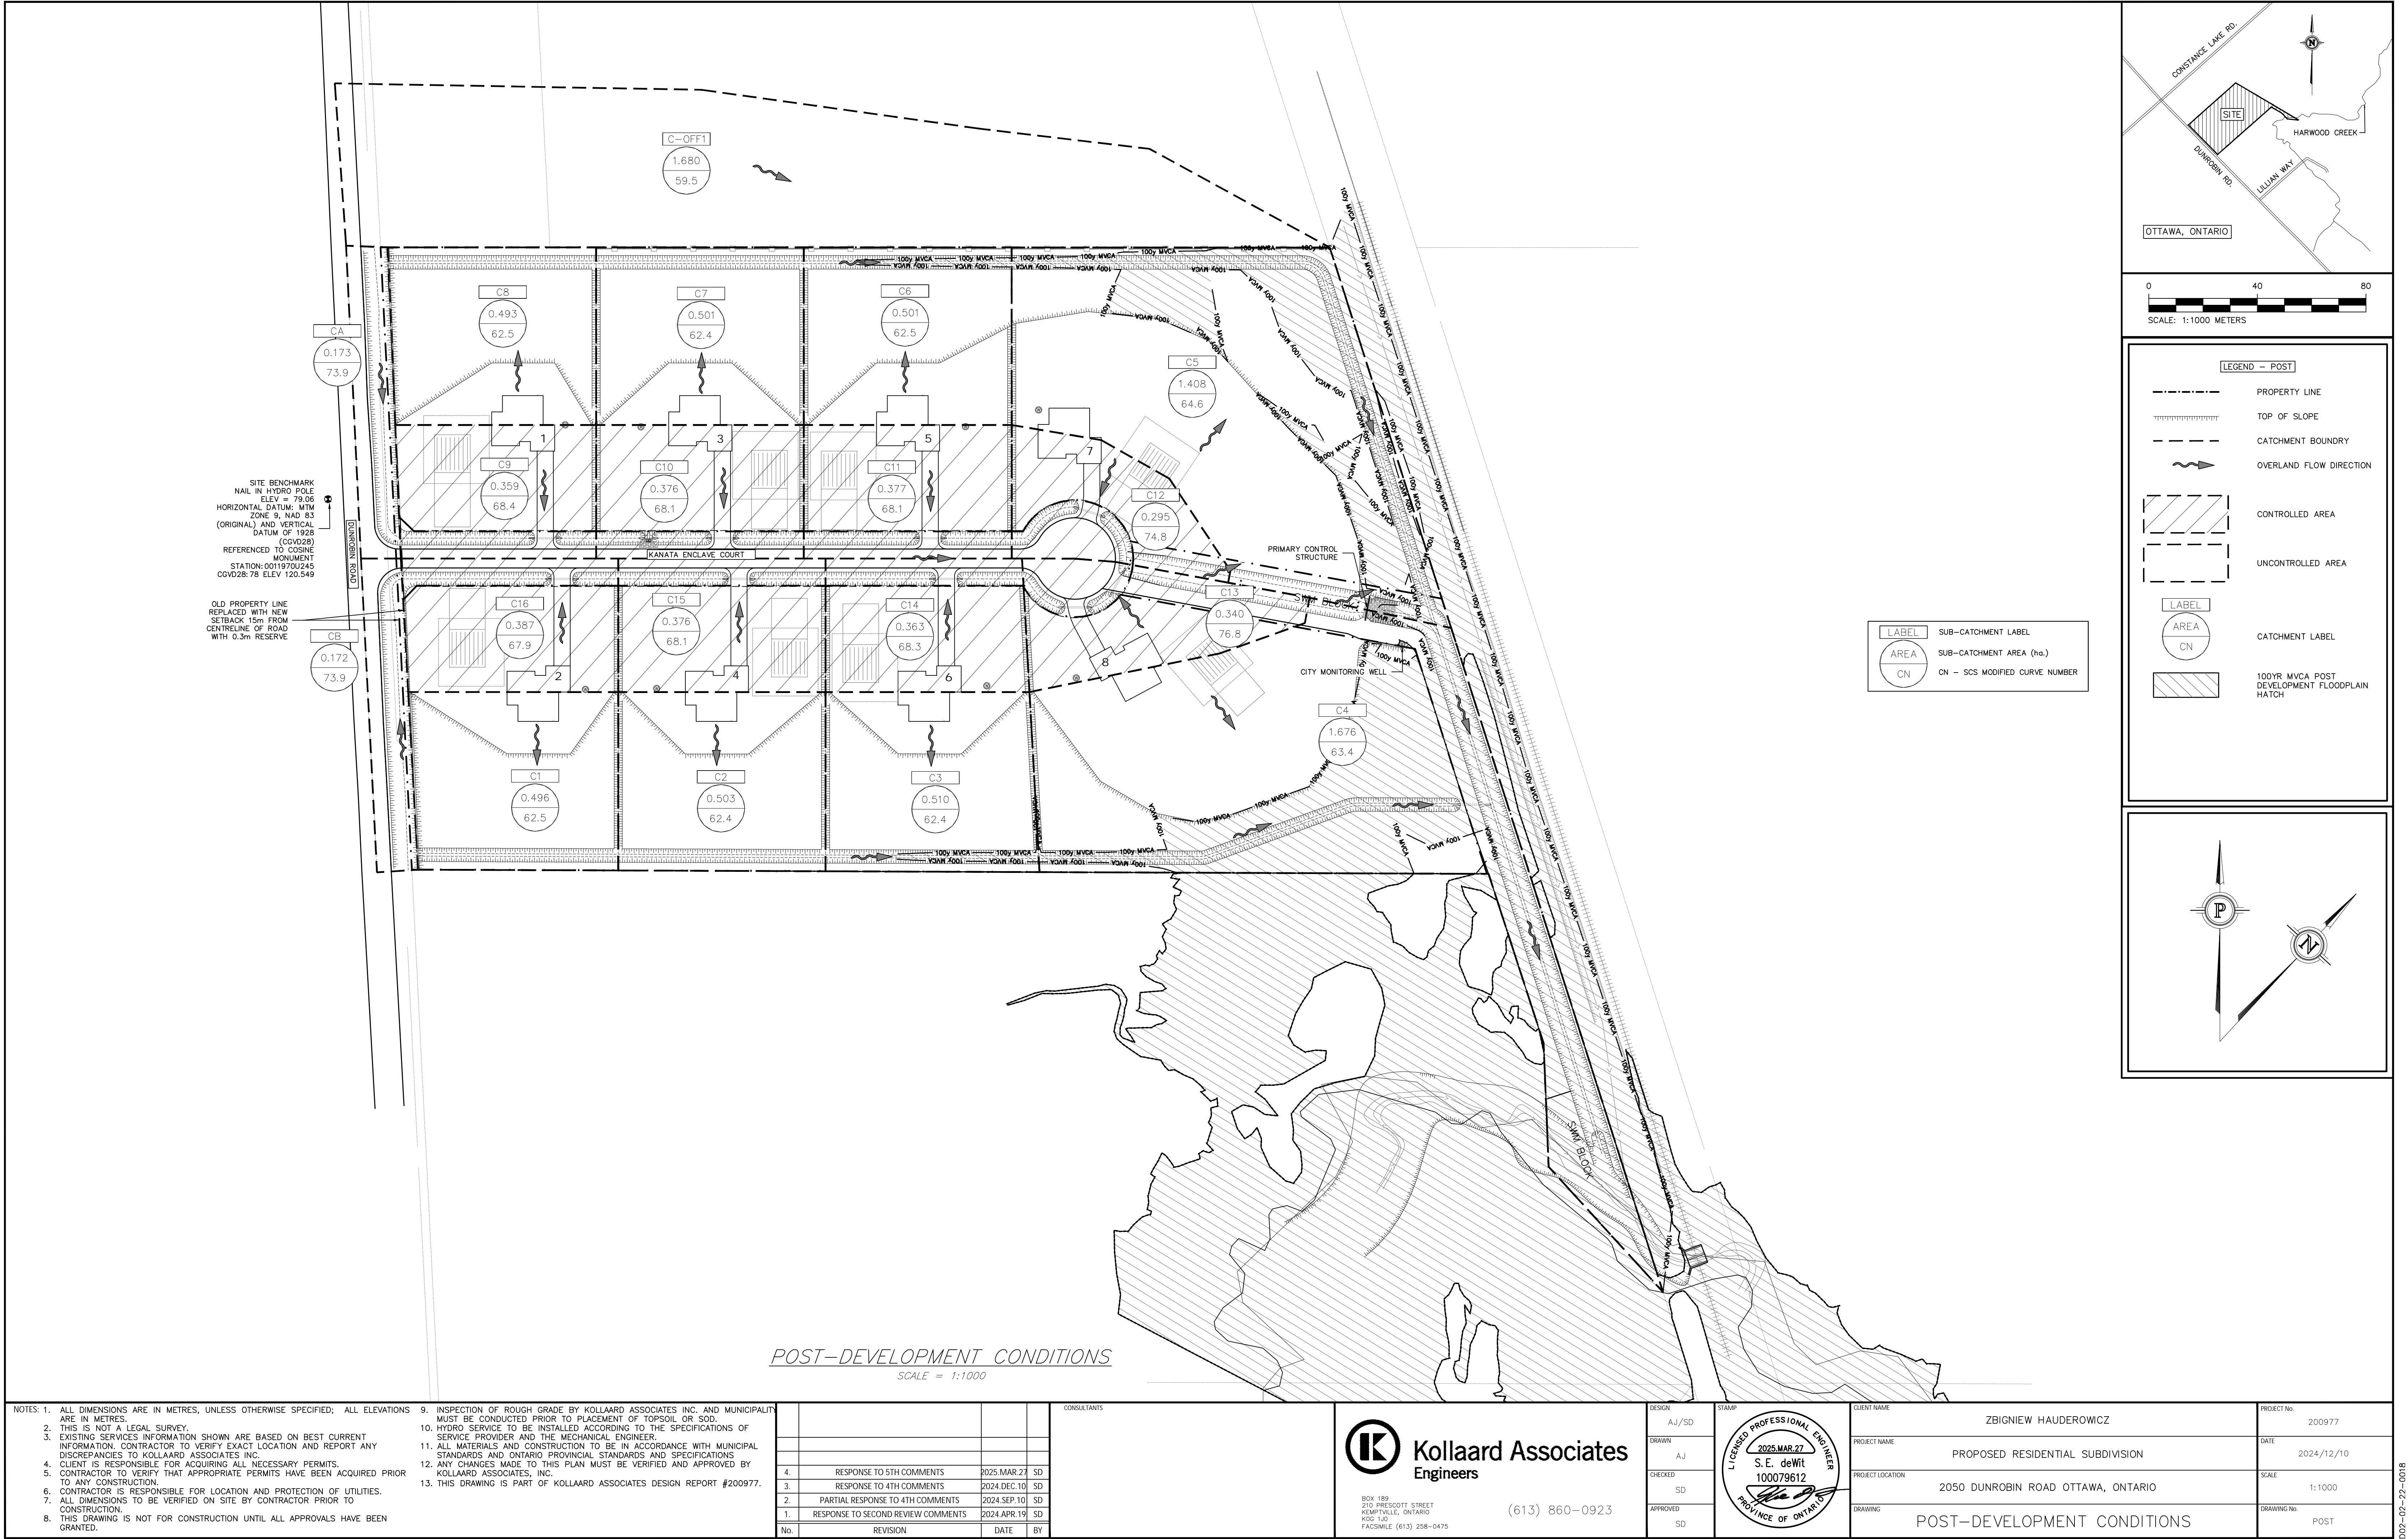 C-OFF1
1.680
59.5
C8
0.493
62.5
C7
0.501
62.4
C6
0.501
62.5
CA
0.173
73.9
C5
1.408
64.6
1
3
5
7
C9
0.359
68.4
C10
0.376
68.1
C11
0.377
68.1
C12
0.295
74.8
SITE BENCHMARK
NAIL IN HYDRO POLE
ELEV = 79.06
HORIZONTAL DATUM: MTM
ZONE 9, NAD 83
(ORIGINAL) AND VERTICAL
DATUM OF 1928
(CGVD28)
REFERENCED TO COSINE
MONUMENT
STATION: 0011970U245
CGVD28: 78 ELEV 120.549
DUNROBIN ROAD
KANATA ENCLAVE COURT
PRIMARY CONTROL
STRUCTURE
SWM BLOCK
OLD PROPERTY LINE
REPLACED WITH NEW
SETBACK 15m FROM
CENTRELINE OF ROAD
WITH 0.3m RESERVE
CB
0.172
73.9
C16
0.387
67.9
C15
0.376
68.1
C14
0.363
68.3
C13
0.340
76.8
2
4
6
8
CITY MONITORING WELL
C4
1.676
63.4
C1
0.496
62.5
C2
0.503
62.4
C3
0.510
62.4
100y MVCA
100y MVCA
100y MVCA
100y MVCA
100y MVCA
100y MVCA
100y MVCA
100y MVCA
SWM BLOCK
LABEL SUB-CATCHMENT LABEL
AREA SUB-CATCHMENT AREA (ha.)
CN CN - SCS MODIFIED CURVE NUMBER
POST-DEVELOPMENT CONDITIONS
SCALE = 1:1000
CONSTANCE LAKE RD.
N
SITE
HARWOOD CREEK
DUNROBIN RD.
LILLIAN WAY
OTTAWA, ONTARIO
0 40 80
SCALE: 1:1000 METERS
LEGEND - POST
PROPERTY LINE
TOP OF SLOPE
CATCHMENT BOUNDRY
OVERLAND FLOW DIRECTION
CONTROLLED AREA
UNCONTROLLED AREA
LABEL
AREA
CN
CATCHMENT LABEL
100YR MVCA POST
DEVELOPMENT FLOODPLAIN
HATCH
P
N
NOTES: 1. ALL DIMENSIONS ARE IN METRES, UNLESS OTHERWISE SPECIFIED; ALL ELEVATIONS
ARE IN METRES.
2. THIS IS NOT A LEGAL SURVEY.
3. EXISTING SERVICES INFORMATION SHOWN ARE BASED ON BEST CURRENT
INFORMATION. CONTRACTOR TO VERIFY EXACT LOCATION AND REPORT ANY
DISCREPANCIES TO KOLLAARD ASSOCIATES INC.
4. CLIENT IS RESPONSIBLE FOR ACQUIRING ALL NECESSARY PERMITS.
5. CONTRACTOR TO VERIFY THAT APPROPRIATE PERMITS HAVE BEEN ACQUIRED PRIOR
TO ANY CONSTRUCTION.
6. CONTRACTOR IS RESPONSIBLE FOR LOCATION AND PROTECTION OF UTILITIES.
7. ALL DIMENSIONS TO BE VERIFIED ON SITE BY CONTRACTOR PRIOR TO
CONSTRUCTION.
8. THIS DRAWING IS NOT FOR CONSTRUCTION UNTIL ALL APPROVALS HAVE BEEN
GRANTED.
9. INSPECTION OF ROUGH GRADE BY KOLLAARD ASSOCIATES INC. AND MUNICIPALITY
MUST BE CONDUCTED PRIOR TO PLACEMENT OF TOPSOIL OR SOD.
10. HYDRO SERVICE TO BE INSTALLED ACCORDING TO THE SPECIFICATIONS OF
SERVICE PROVIDER AND THE MECHANICAL ENGINEER.
11. ALL MATERIALS AND CONSTRUCTION TO BE IN ACCORDANCE WITH MUNICIPAL
STANDARDS AND ONTARIO PROVINCIAL STANDARDS AND SPECIFICATIONS
12. ANY CHANGES MADE TO THIS PLAN MUST BE VERIFIED AND APPROVED BY
KOLLAARD ASSOCIATES, INC.
13. THIS DRAWING IS PART OF KOLLAARD ASSOCIATES DESIGN REPORT #200977.
4. RESPONSE TO 5TH COMMENTS 2025.MAR.27 SD
3. RESPONSE TO 4TH COMMENTS 2024.DEC.10 SD
2. PARTIAL RESPONSE TO 4TH COMMENTS 2024.SEP.10 SD
1. RESPONSE TO SECOND REVIEW COMMENTS 2024.APR.19 SD
No. REVISION DATE BY
CONSULTANTS
K
Kollaard Associates
Engineers
BOX 189
210 PRESCOTT STREET
KEMPTVILLE, ONTARIO
K0G 1J0
FACSIMILE (613) 258-0475
(613) 860-0923
DESIGN
AJ/SD
DRAWN
AJ
CHECKED
SD
APPROVED
SD
STAMP
LICENSED PROFESSIONAL ENGINEER
2025.MAR.27
S.E. deWit
100079612
PROVINCE OF ONTARIO
CLIENT NAME
ZBIGNIEW HAUDEROWICZ
PROJECT NAME
PROPOSED RESIDENTIAL SUBDIVISION
PROJECT LOCATION
2050 DUNROBIN ROAD OTTAWA, ONTARIO
DRAWING
POST-DEVELOPMENT CONDITIONS
PROJECT No.
200977
DATE
2024/12/10
SCALE
1:1000
DRAWING No.
POST